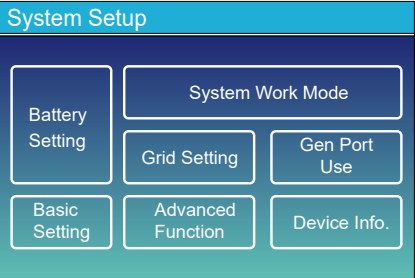 System Setup
Battery
Setting
System Work Mode
Grid Setting
Gen Port
Use
Basic
Setting
Advanced
Function
Device Info.